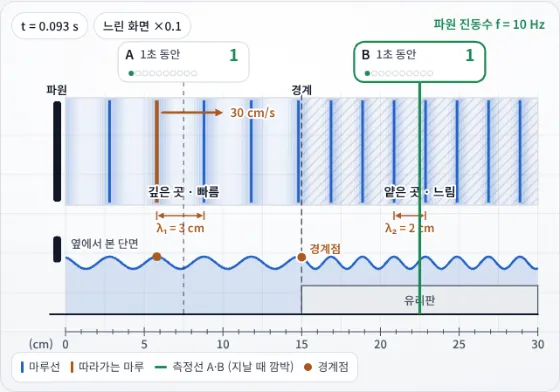 t = 0.093 s
느린 화면 ×0.1
파원 진동수 f = 10 Hz
A 1초 동안 1
B 1초 동안 1
파원
경계
30 cm/s
깊은 곳 · 빠름
얕은 곳 · 느림
λ₁ = 3 cm
λ₂ = 2 cm
옆에서 본 단면
경계점
유리판
(cm) 0 5 10 15 20 25 30
마루선 따라가는 마루 측정선 A·B (지날 때 깜박) 경계점